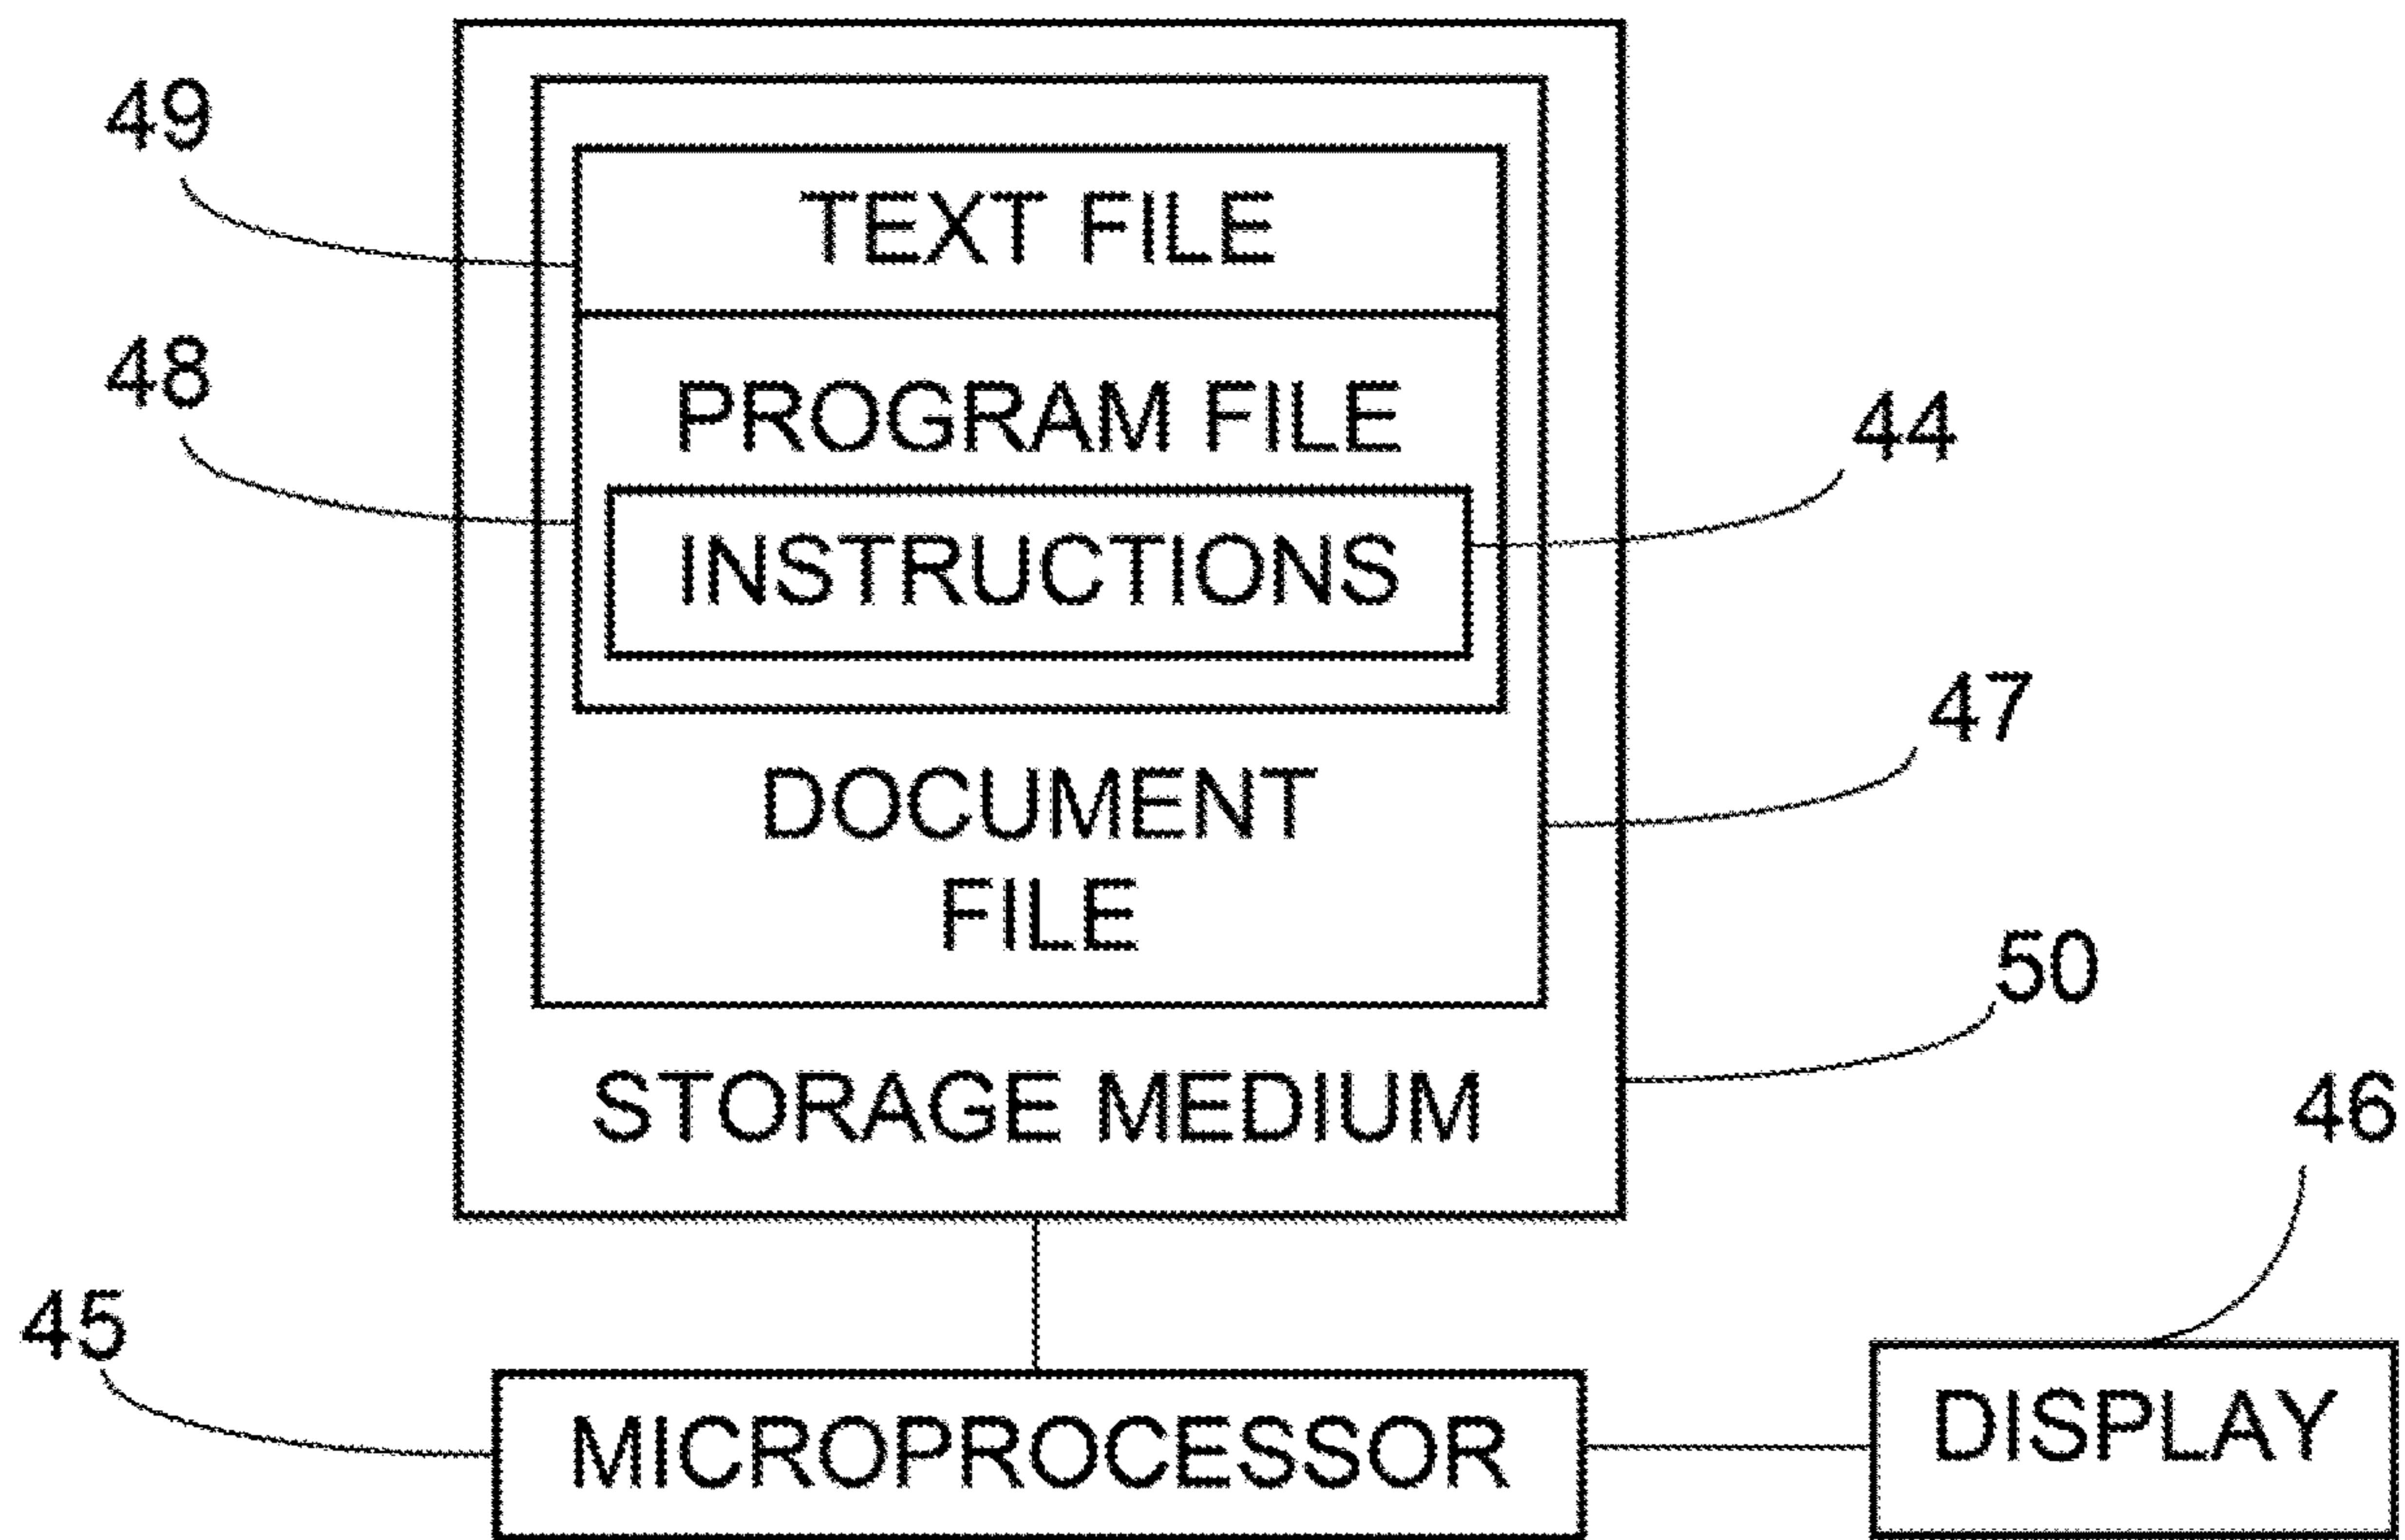 49
TEXT FILE
48
PROGRAM FILE
44
INSTRUCTIONS
47
DOCUMENT
FILE
50
STORAGE MEDIUM
46
45
MICROPROCESSOR
DISPLAY